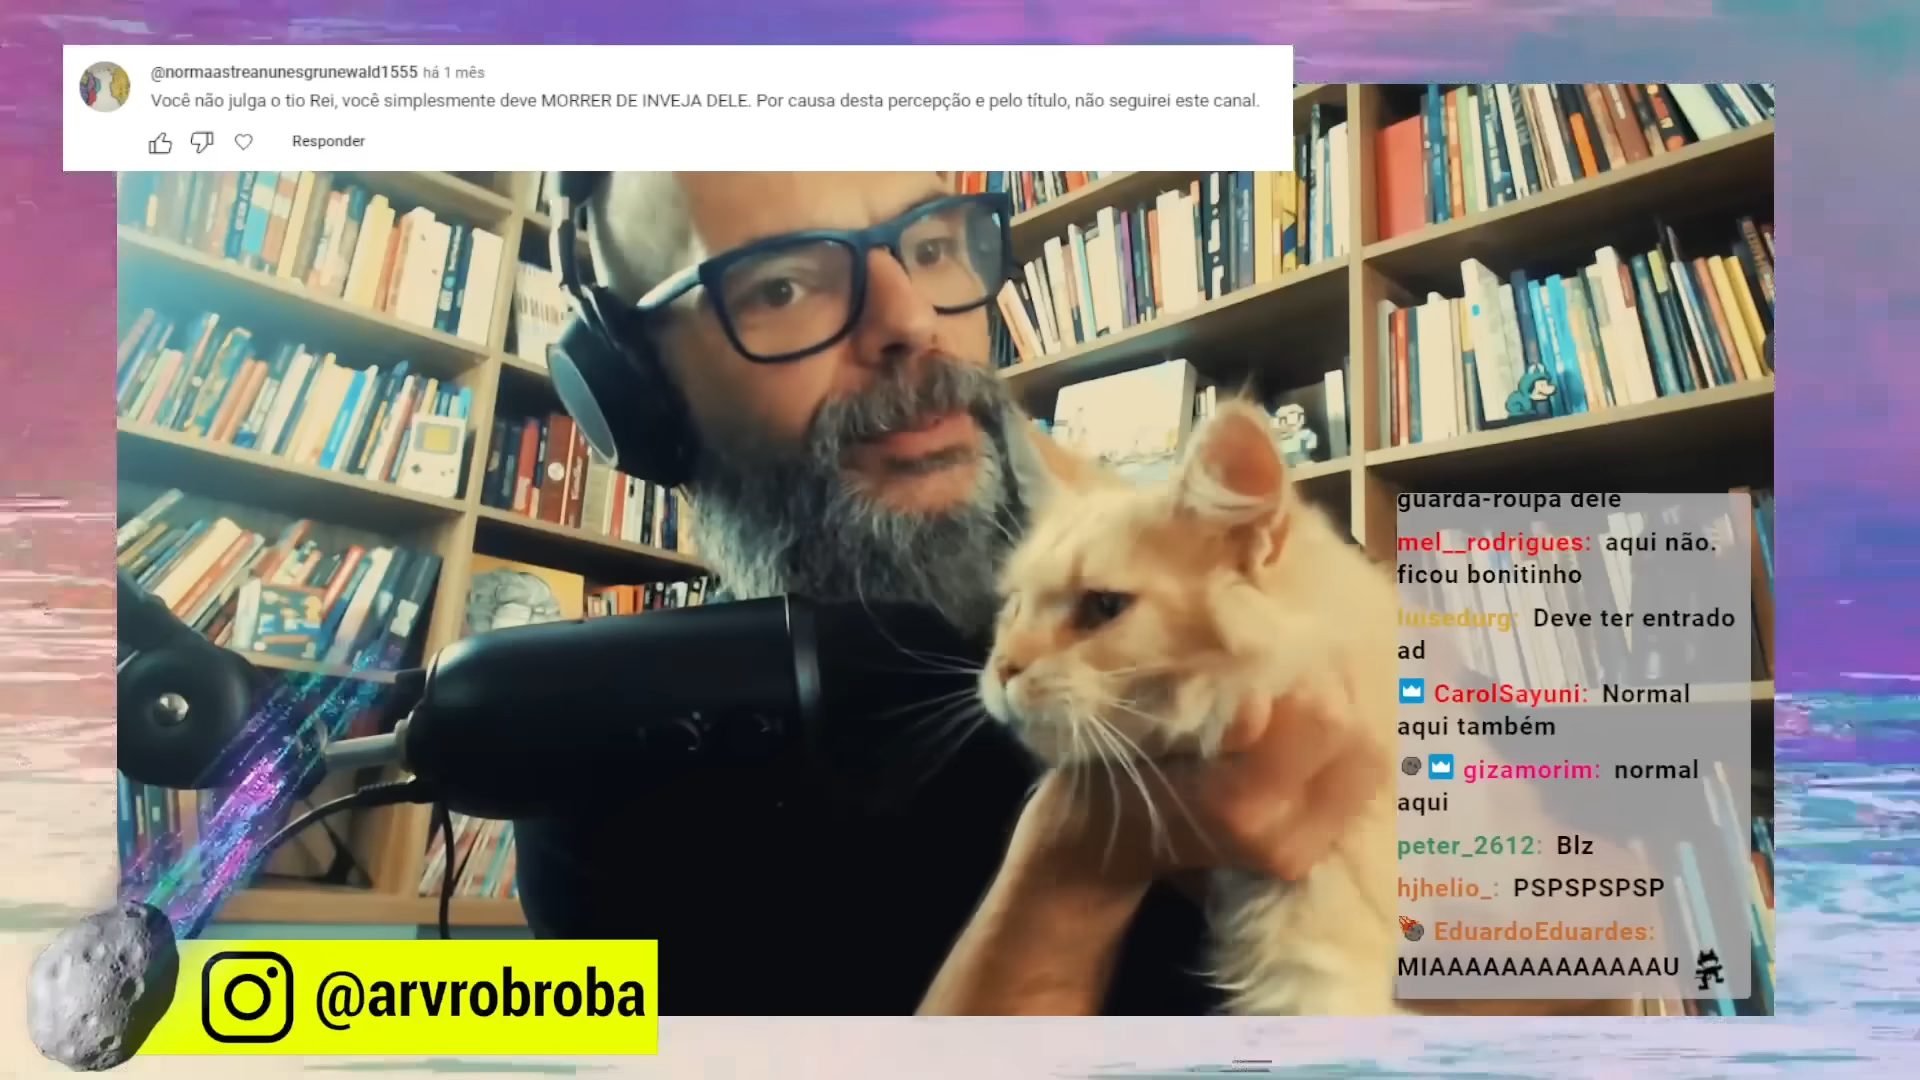 @normaastreanunesgrunewald1555 há 1 mês
Você não julga o tio Rei, você simplesmente deve MORRER DE INVEJA DELE. Por causa desta percepção e pelo título, não seguirei este canal.
Responder
guarda-roupa dele
mel__rodrigues: aqui não.
ficou bonitinho
luisedurg: Deve ter entrado
ad
CarolSayuni: Normal
aqui também
gizamorim: normal
aqui
peter_2612: Blz
hjhelio_: PSPSPSPSP
EduardoEduardes:
MIAAAAAAAAAAAAAU
@arvrobroba